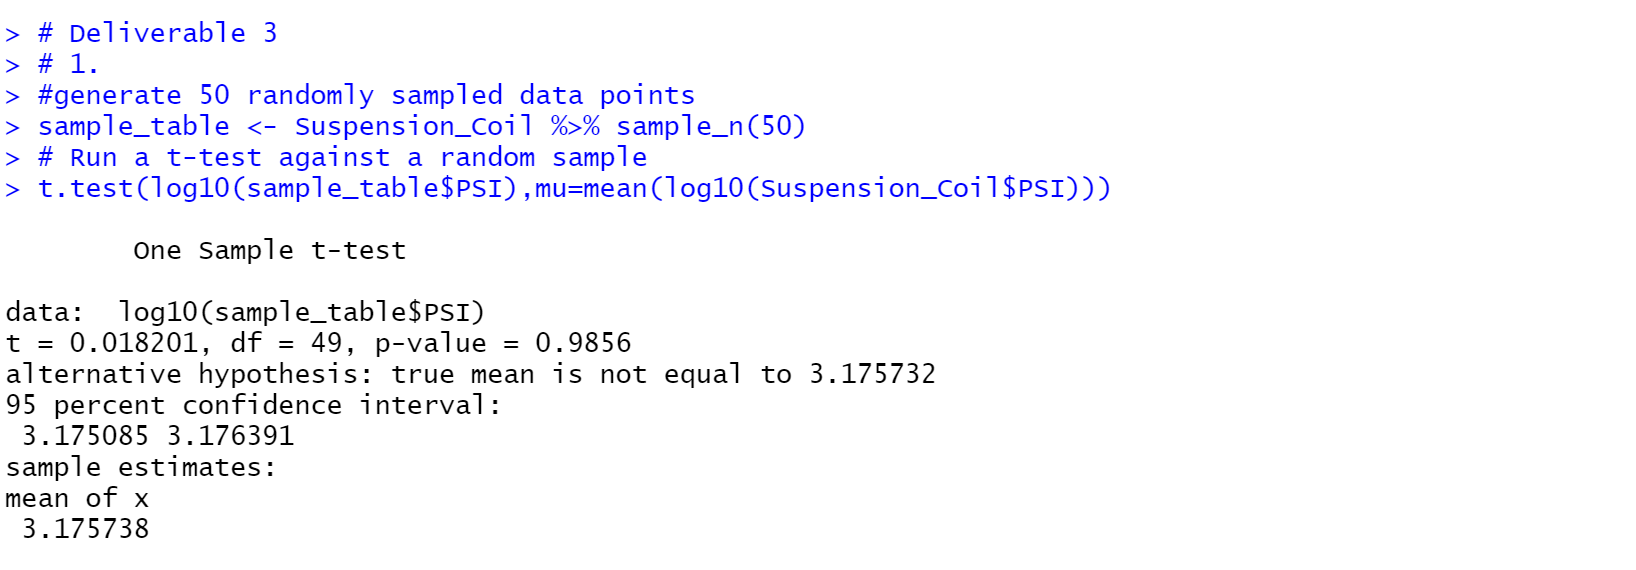 > # Deliverable 3
> # 1.
> #generate 50 randomly sampled data points
> sample_table <- Suspension_Coil %>% sample_n(50)
> # Run a t-test against a random sample
> t.test(log10(sample_table$PSI),mu=mean(log10(Suspension_Coil$PSI)))
One Sample t-test
data:  log10(sample_table$PSI)
t = 0.018201, df = 49, p-value = 0.9856
alternative hypothesis: true mean is not equal to 3.175732
95 percent confidence interval:
3.175085 3.176391
sample estimates:
mean of x
3.175738